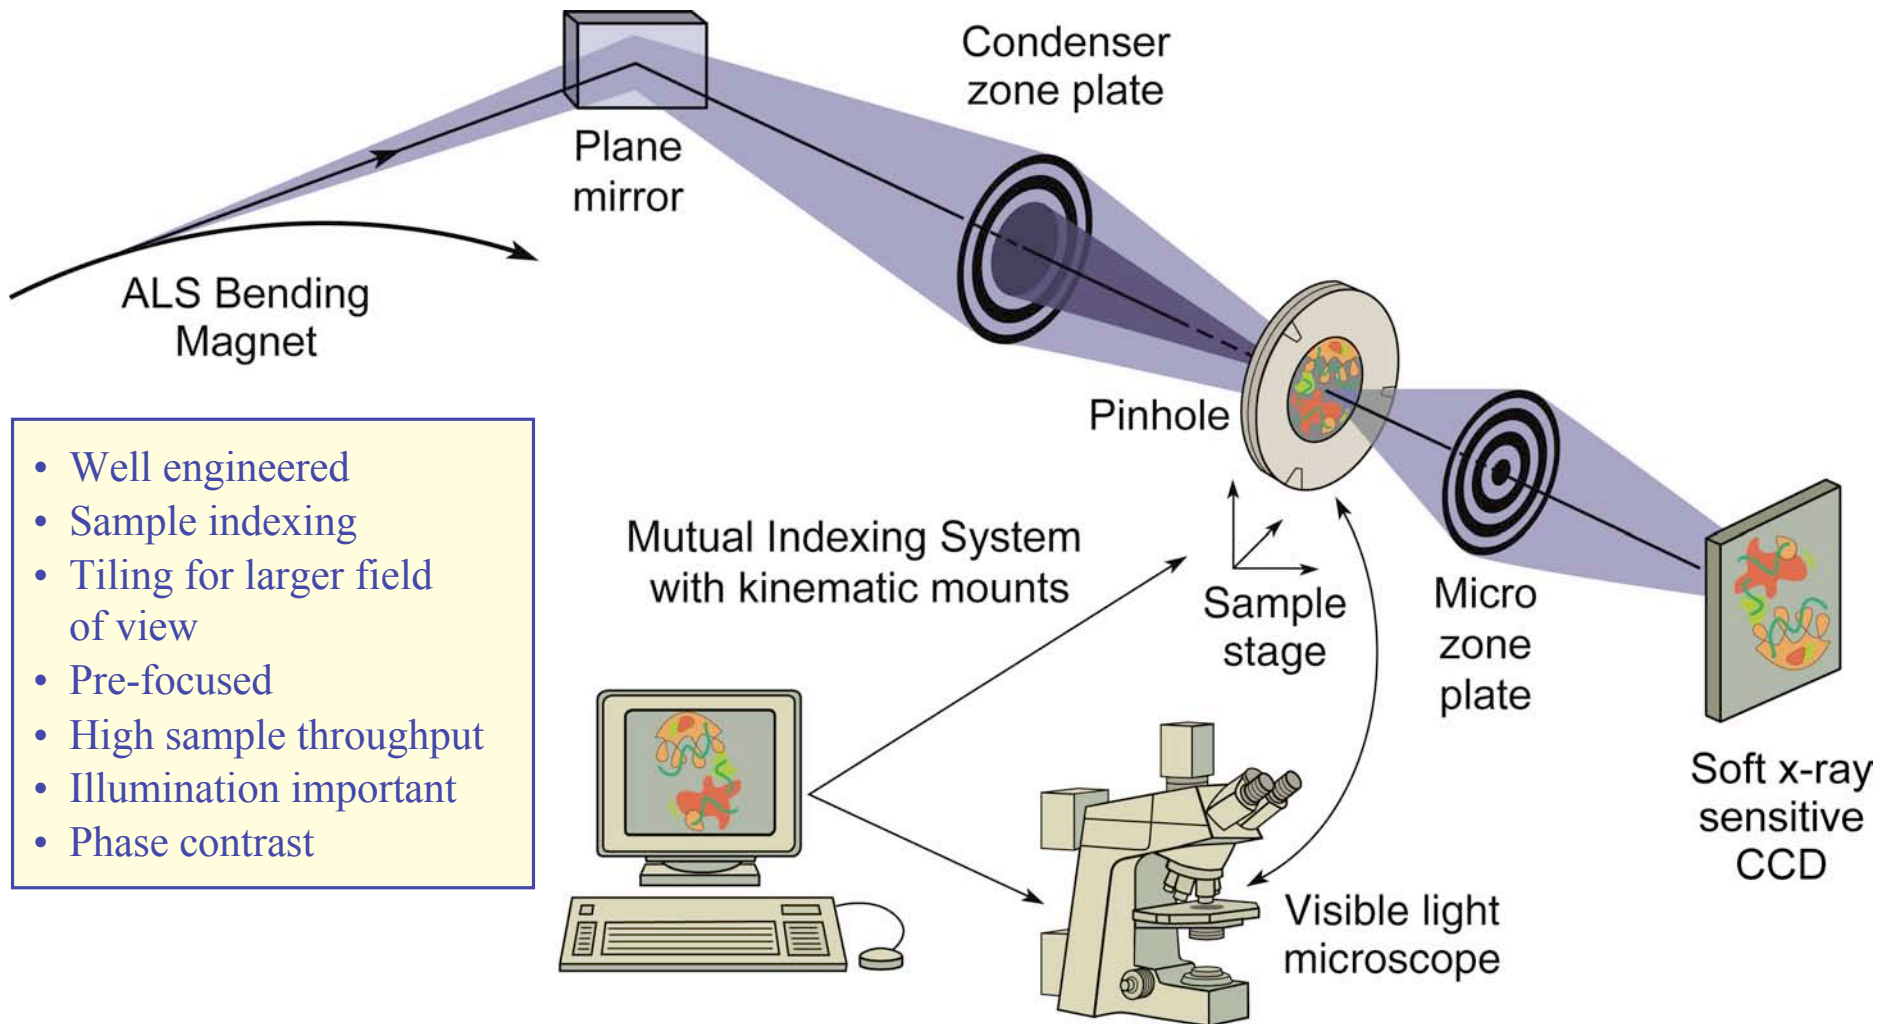 Condenser
zone plate
Plane
mirror
ALS Bending
Magnet
Pinhole
• Well engineered
• Sample indexing
• Tiling for larger field
of view
• Pre-focused
• High sample throughput
• Illumination important
• Phase contrast
Mutual Indexing System
with kinematic mounts
Sample
stage
Micro
zone
plate
Soft x-ray
sensitive
CCD
Visible light
microscope